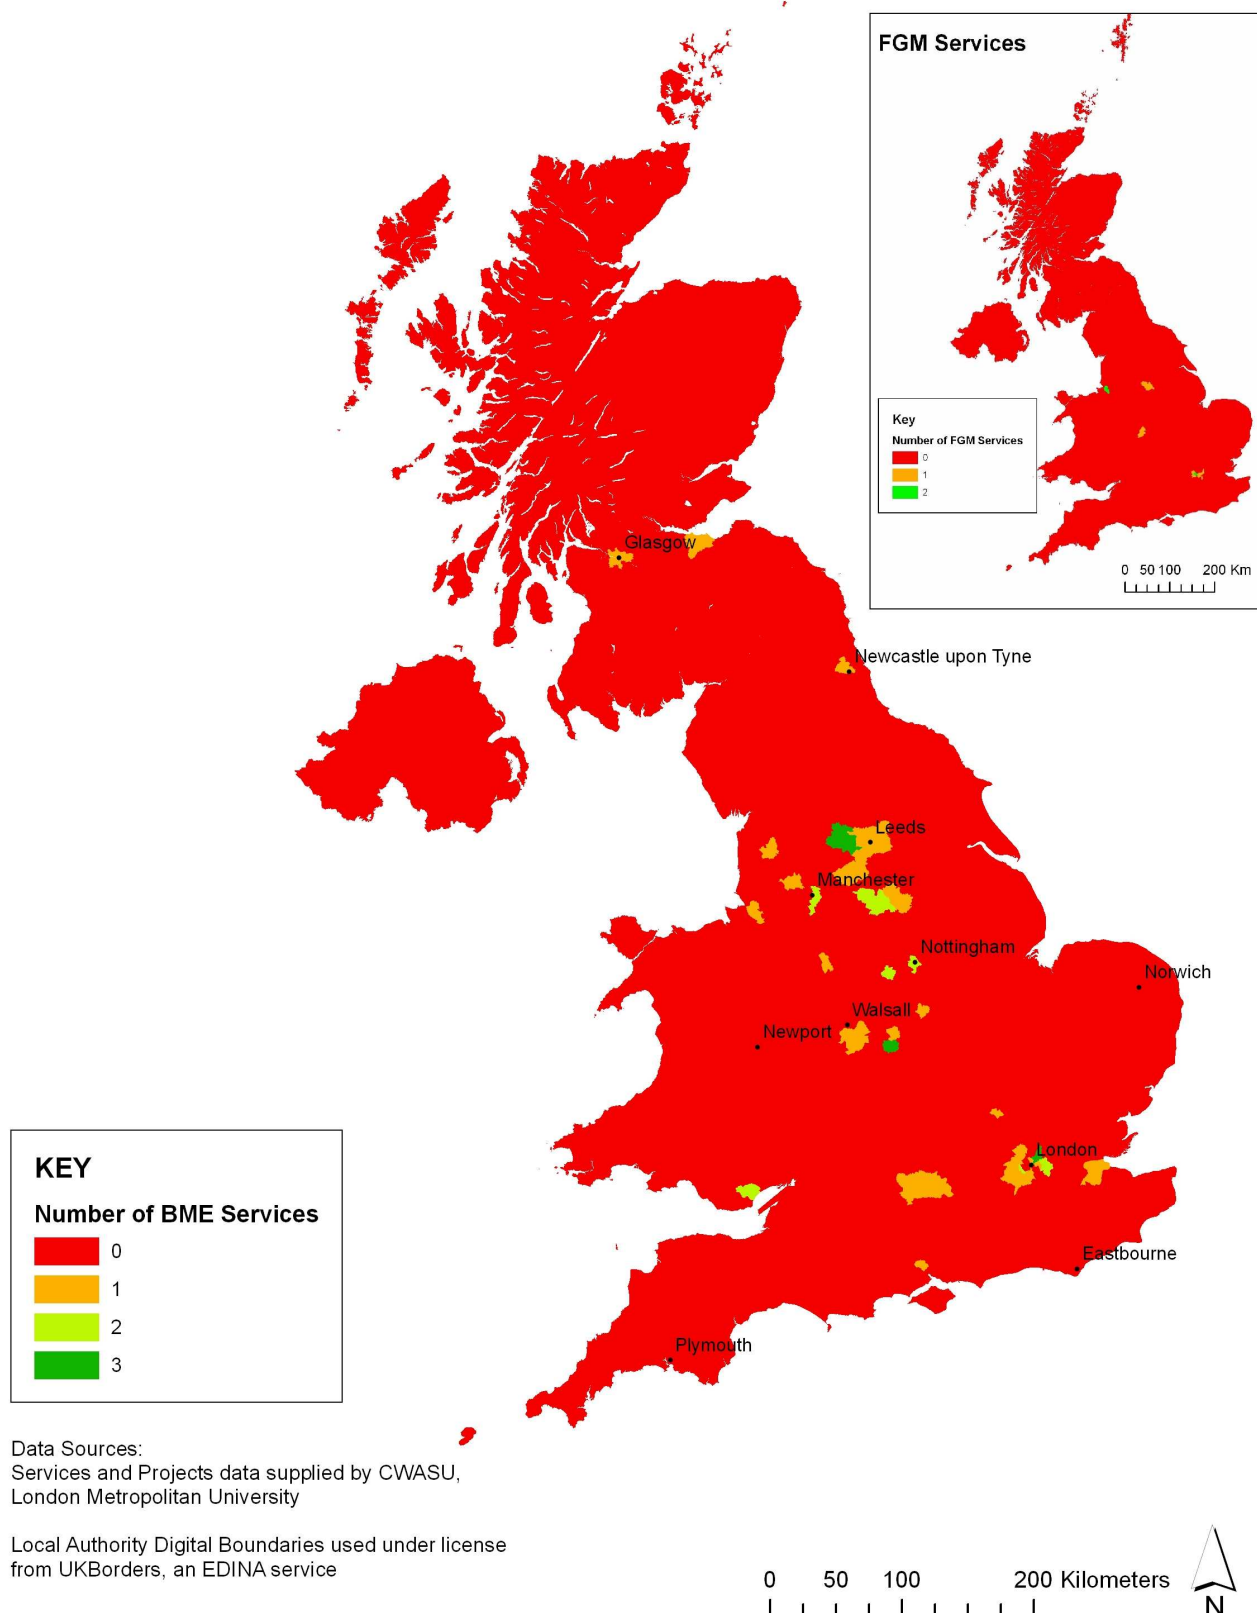 FGM Services
Key
Number of FGM Services
0
1
2
0 50 100 200 Km
Glasgow
Newcastle upon Tyne
Leeds
Manchester
Nottingham
Norwich
Walsall
Newport
London
Eastbourne
Plymouth
KEY
Number of BME Services
0
1
2
3
Data Sources:
Services and Projects data supplied by CWASU,
London Metropolitan University
Local Authority Digital Boundaries used under license
from UKBorders, an EDINA service
0 50 100 200 Kilometers
N